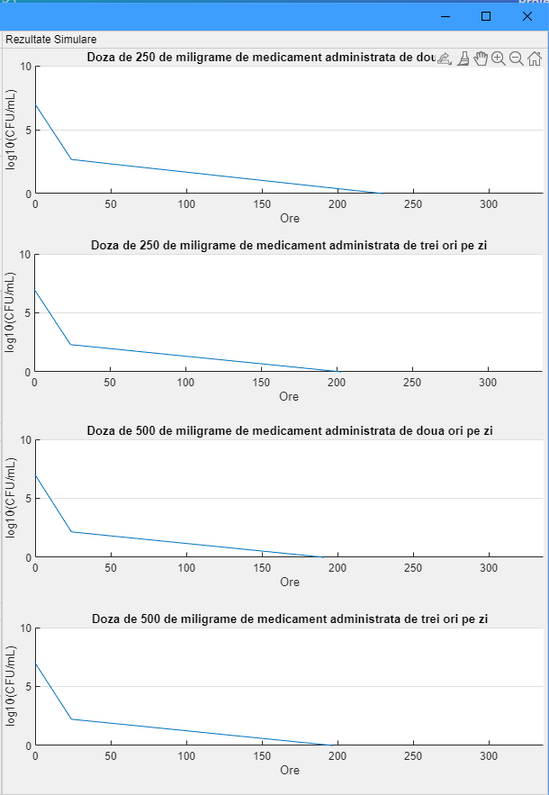 Rezultate Simulare
Doza de 250 de miligrame de medicament administrata de
10
5
0
log10(CFU/mL)
0 50 100 150 200 250 300
Ore
Doza de 250 de miligrame de medicament administrata de trei ori pe zi
10
5
0
log10(CFU/mL)
0 50 100 150 200 250 300
Ore
Doza de 500 de miligrame de medicament administrata de doua ori pe zi
10
5
0
log10(CFU/mL)
0 50 100 150 200 250 300
Ore
Doza de 500 de miligrame de medicament administrata de trei ori pe zi
10
5
0
log10(CFU/mL)
0 50 100 150 200 250 300
Ore